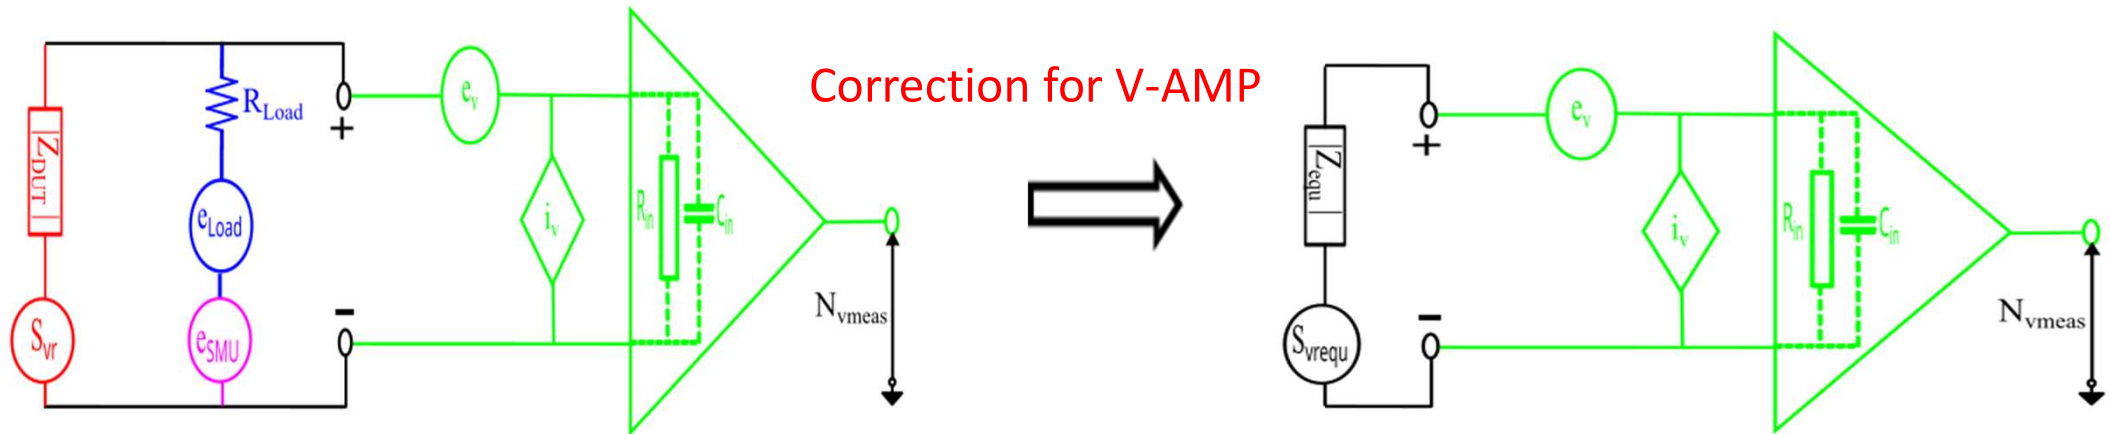 Correction for V-AMP
|Z_DUT|
S_vr
R_Load
e_Load
e_SMU
+
-
e_v
i_v
R_in
C_in
N_vmeas
|Z_equ|
S_vrequ
+
-
e_v
i_v
R_in
C_in
N_vmeas